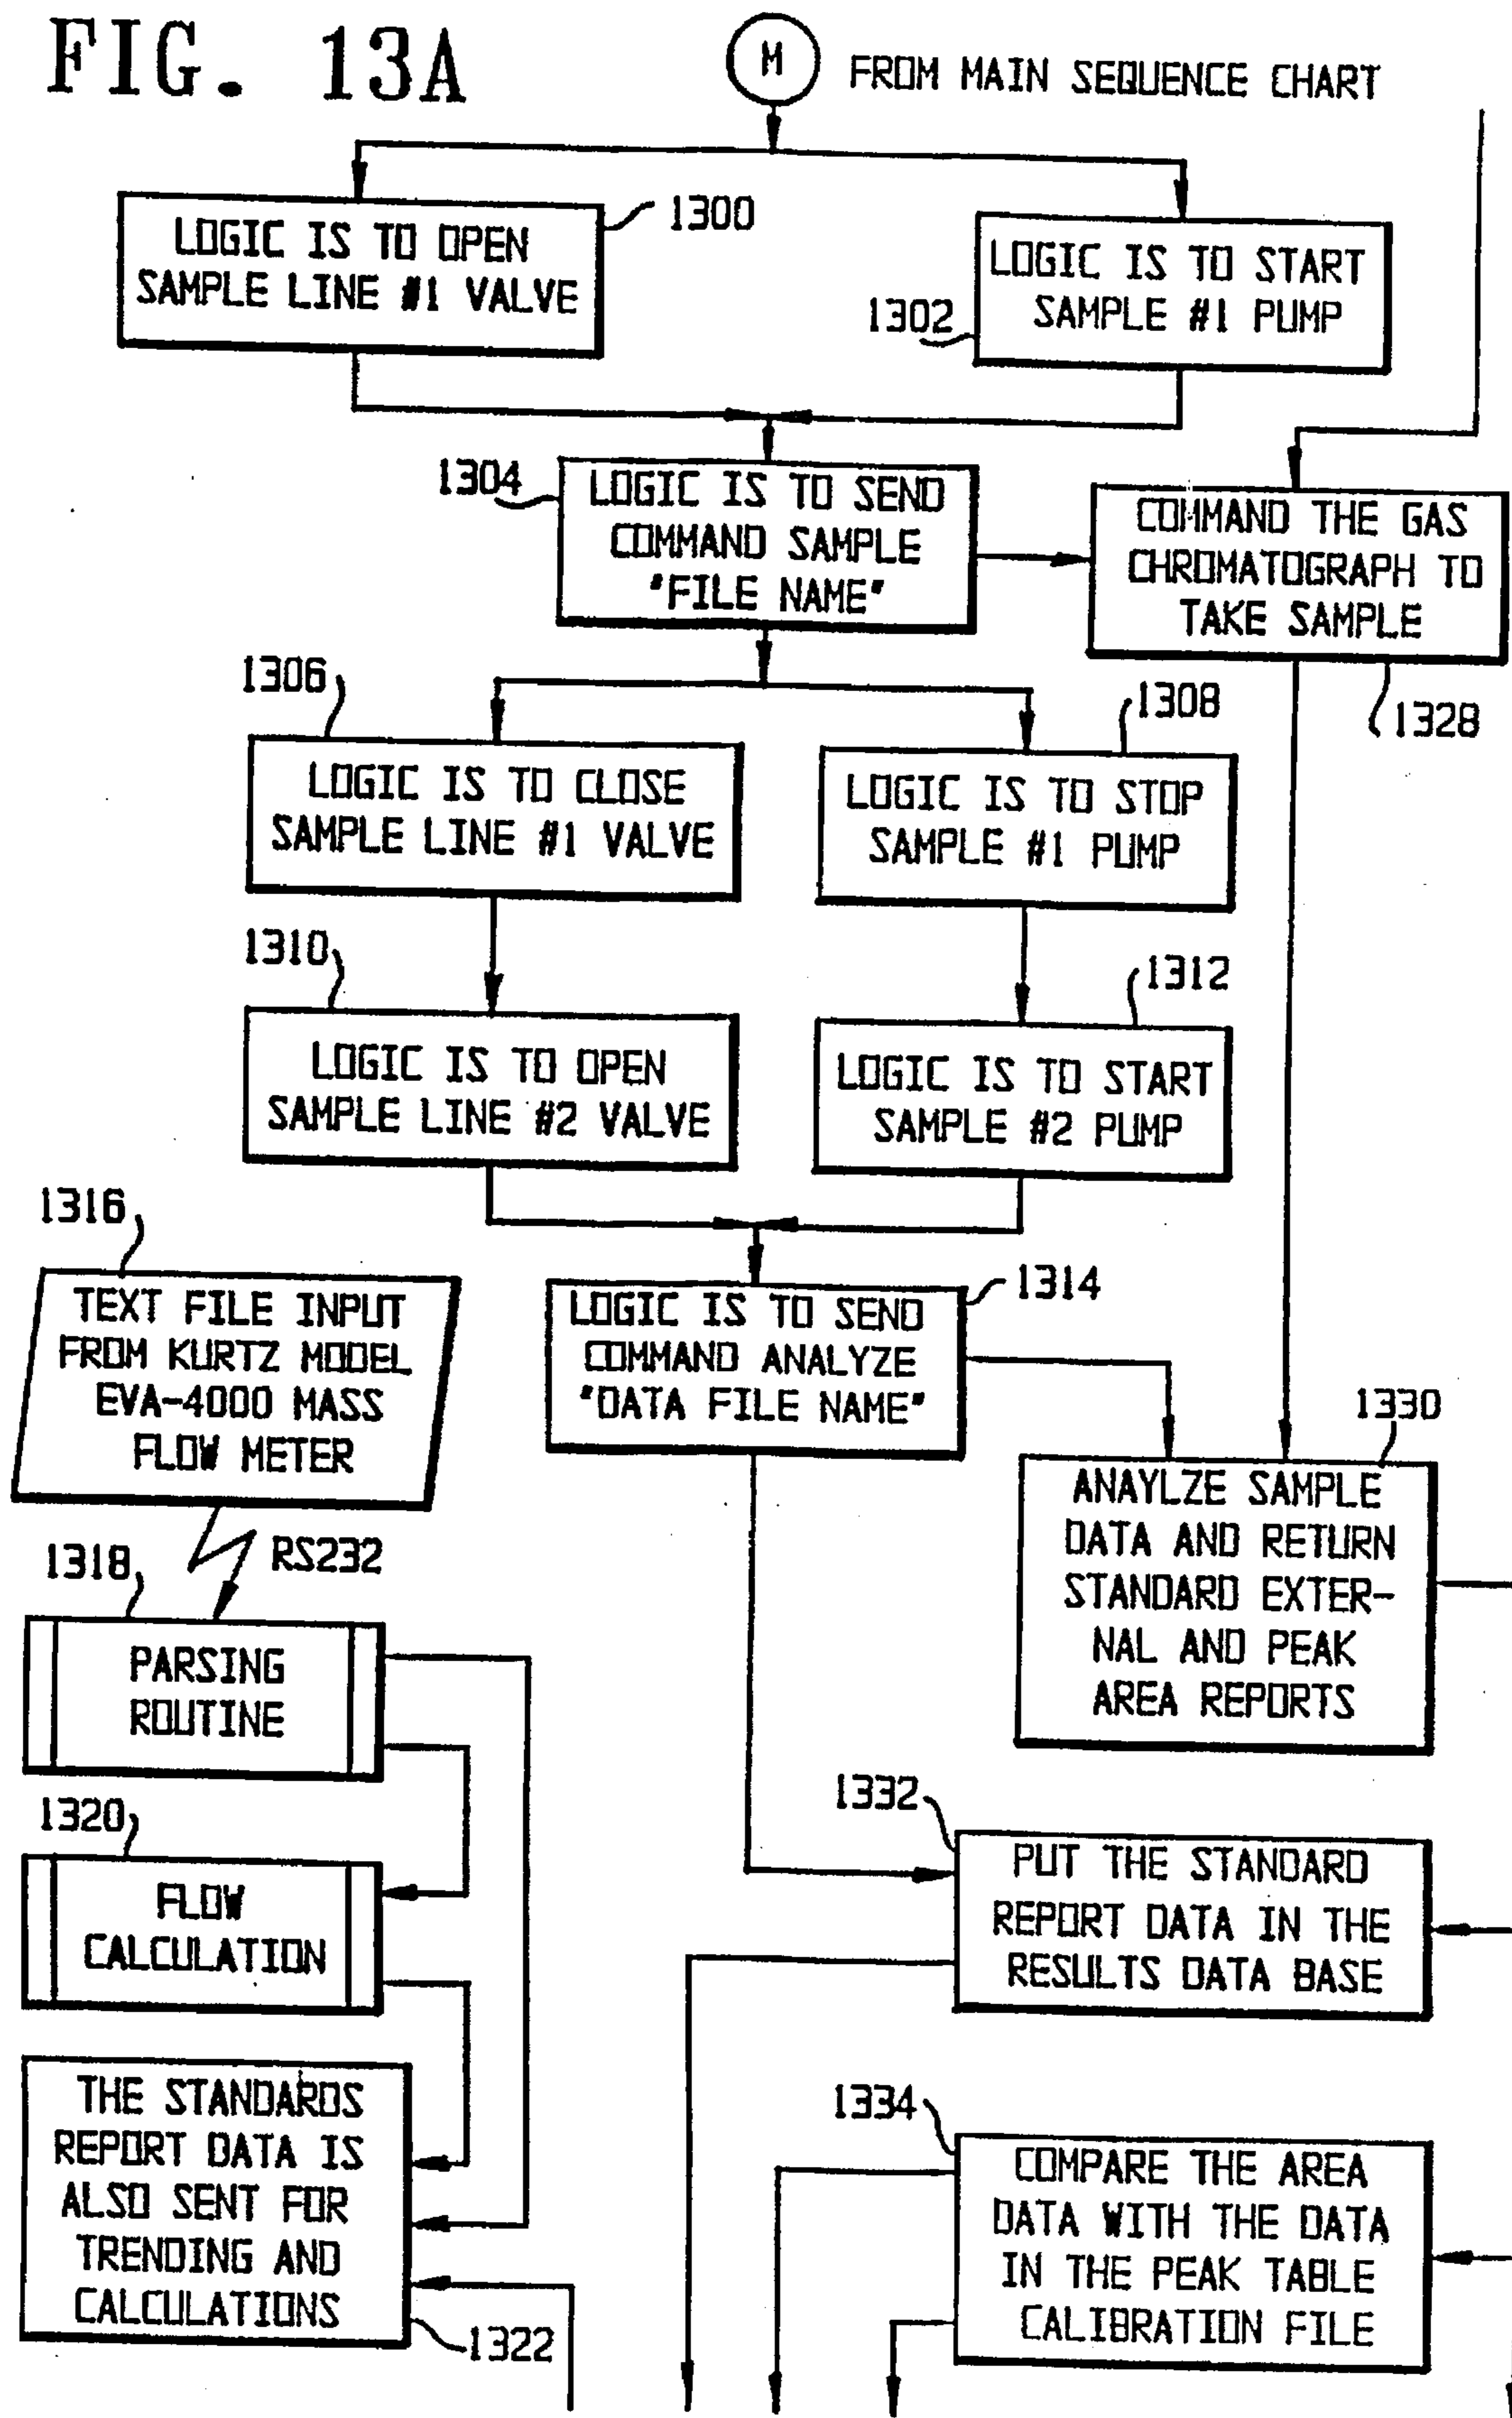 FIG. 13A
M
FROM MAIN SEQUENCE CHART
1300
LOGIC IS TO OPEN
SAMPLE LINE #1 VALVE
LOGIC IS TO START
SAMPLE #1 PUMP
1302
1304
LOGIC IS TO SEND
COMMAND SAMPLE
"FILE NAME"
COMMAND THE GAS
CHROMATOGRAPH TO
TAKE SAMPLE
1328
1306
LOGIC IS TO CLOSE
SAMPLE LINE #1 VALVE
1308
LOGIC IS TO STOP
SAMPLE #1 PUMP
1310
LOGIC IS TO OPEN
SAMPLE LINE #2 VALVE
1312
LOGIC IS TO START
SAMPLE #2 PUMP
1316
TEXT FILE INPUT
FROM KURTZ MODEL
EVA-4000 MASS
FLOW METER
1314
LOGIC IS TO SEND
COMMAND ANALYZE
"DATA FILE NAME"
1330
ANAYLZE SAMPLE
DATA AND RETURN
STANDARD EXTER-
NAL AND PEAK
AREA REPORTS
RS232
1318
PARSING
ROUTINE
1320
FLOW
CALCULATION
1332
PUT THE STANDARD
REPORT DATA IN THE
RESULTS DATA BASE
THE STANDARDS
REPORT DATA IS
ALSO SENT FOR
TRENDING AND
CALCULATIONS
1322
1334
COMPARE THE AREA
DATA WITH THE DATA
IN THE PEAK TABLE
CALIBRATION FILE